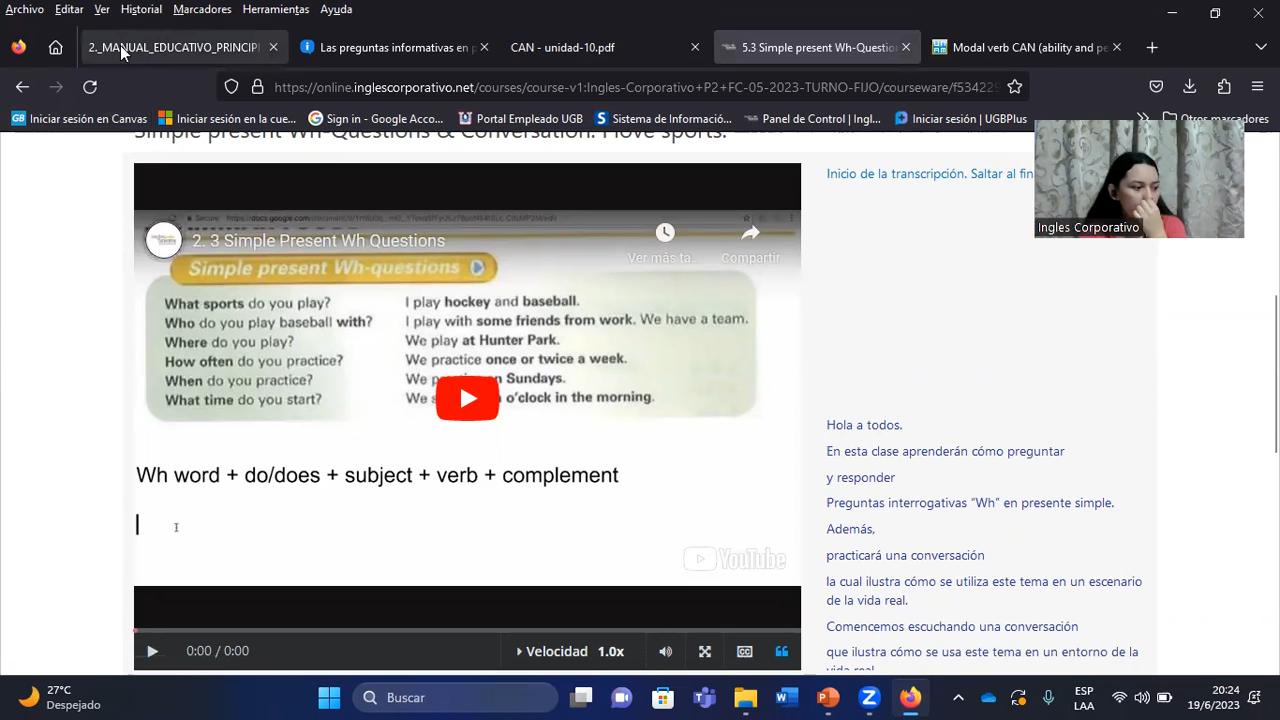 Archivo Editar Ver Historial Marcadores Herramientas Ayuda
2._MANUAL_EDUCATIVO_PRINCIPI
Las preguntas informativas en p
CAN - unidad-10.pdf
5.3 Simple present Wh-Questio
Modal verb CAN (ability and pe
https://online.inglescorporativo.net/courses/course-v1:Ingles-Corporativo+P2+FC-05-2023-TURNO-FIJO/courseware/f534229
Iniciar sesión en Canvas
Iniciar sesión en la cue...
Sign in - Google Acco...
Portal Empleado UGB
Sistema de Informació...
Panel de Control | Ingl...
Iniciar sesión | UGBPlus
Otros marcadores
Simple present Wh-Questions & Conversation: I love sports.
Inicio de la transcripción. Saltar al fin
Ingles Corporativo
2. 3 Simple Present Wh Questions
Ver más ta...
Compartir
Simple present Wh-questions
What sports do you play? I play hockey and baseball.
Who do you play baseball with? I play with some friends from work. We have a team.
Where do you play? We play at Hunter Park.
How often do you practice? We practice once or twice a week.
When do you practice? We Sundays.
What time do you start? We o'clock in the morning.
Wh word + do/does + subject + verb + complement
YouTube
0:00 / 0:00
Velocidad 1.0x
Hola a todos.
En esta clase aprenderán cómo preguntar
y responder
Preguntas interrogativas “Wh” en presente simple.
Además,
practicará una conversación
la cual ilustra cómo se utiliza este tema en un escenario
de la vida real.
Comencemos escuchando una conversación
que ilustra cómo se usa este tema en un entorno de la
vida real.
27°C
Despejado
Buscar
ESP
LAA
20:24
19/6/2023